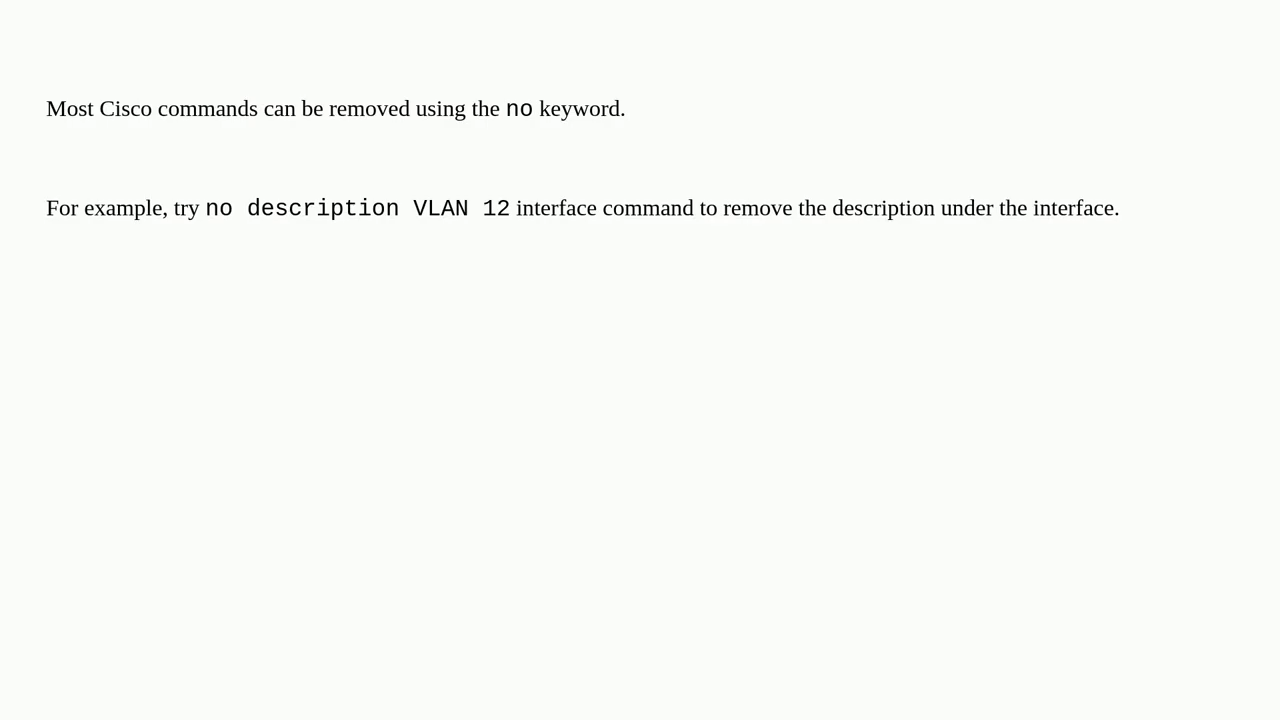 Most Cisco commands can be removed using the no keyword.
For example, try no description VLAN 12 interface command to remove the description under the interface.